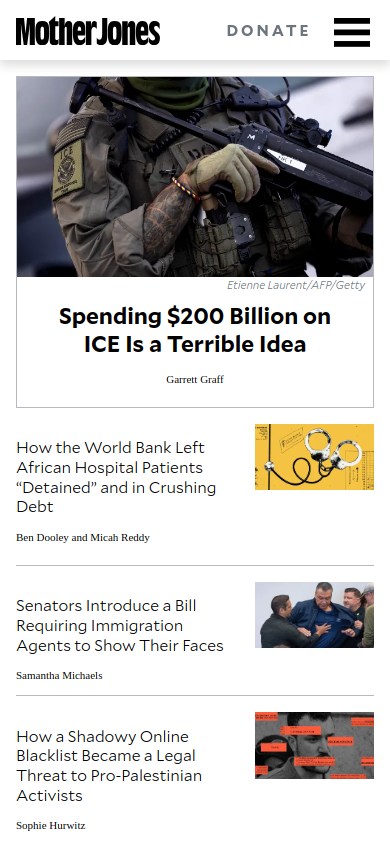 Mother Jones
DONATE
ICE
Etienne Laurent/AFP/Getty
Spending $200 Billion on
ICE Is a Terrible Idea
Garrett Graff
How the World Bank Left
African Hospital Patients
“Detained” and in Crushing
Debt
Ben Dooley and Micah Reddy
Senators Introduce a Bill
Requiring Immigration
Agents to Show Their Faces
Samantha Michaels
How a Shadowy Online
Blacklist Became a Legal
Threat to Pro-Palestinian
Activists
Sophie Hurwitz